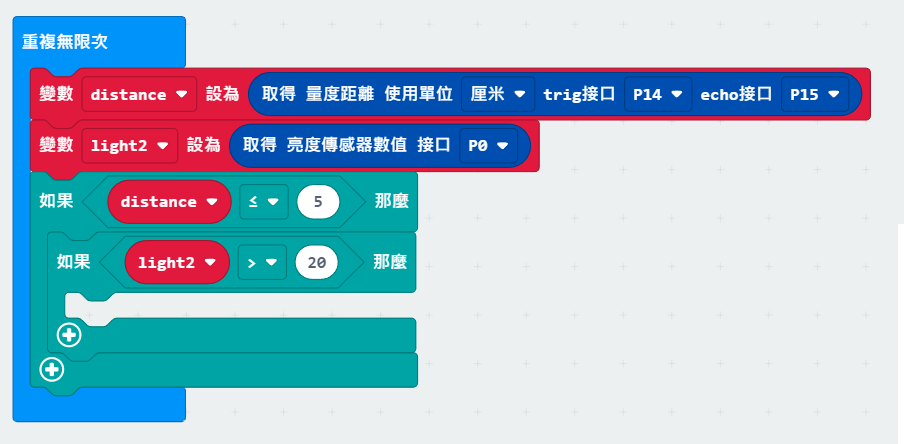 重複無限次
變數 distance 設為 取得 量度距離 使用單位 厘米 trig接口 P14 echo接口 P15
變數 light2 設為 取得 亮度傳感器數值 接口 P0
如果 distance ≤ 5 那麼
如果 light2 > 20 那麼